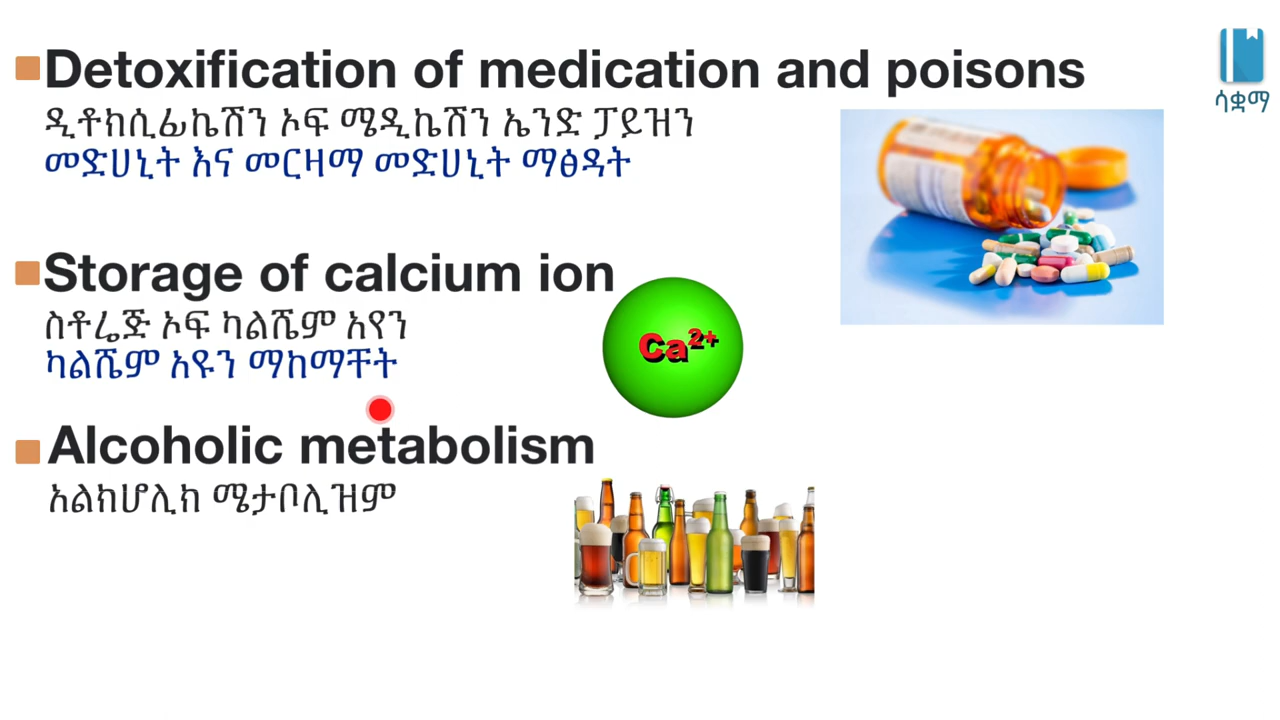 Detoxification of medication and poisons
ዲቶክሲፊኬሽን ኦፍ ሜዲኬሽን ኤንድ ፓይዝን
መድሀኒት እና መርዛማ መድሀኒት ማፅዳት
ሳቋማ
Storage of calcium ion
ስቶሬጅ ኦፍ ካልሼም አየን
ካልሼም አዩን ማከማቸት
Ca2+
Alcoholic metabolism
አልክሆሊክ ሜታቦሊዝም